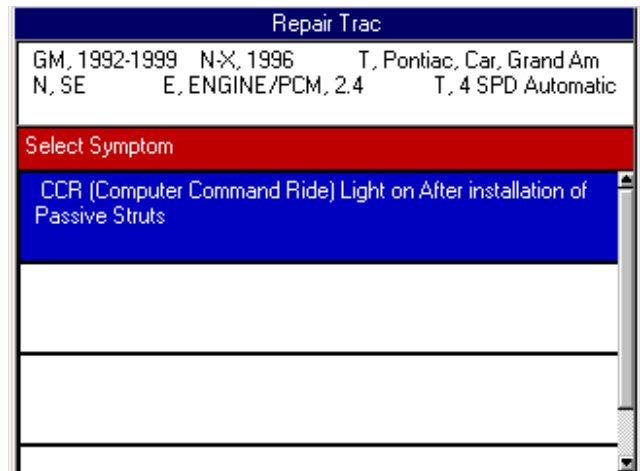 Repair Trac
GM, 1992-1999 N-X, 1996 T, Pontiac, Car, Grand Am
N, SE E, ENGINE/PCM, 2.4 T, 4 SPD Automatic
Select Symptom
CCR (Computer Command Ride) Light on After installation of
Passive Struts